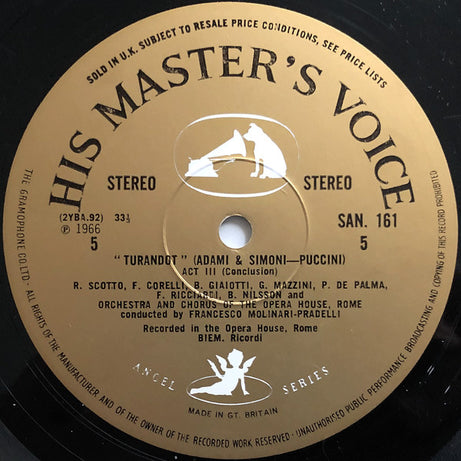 SOLD IN U.K. SUBJECT TO RESALE PRICE CONDITIONS, SEE PRICE LISTS
HIS MASTER'S VOICE
STEREO STEREO
(2YBA.92) 33⅓ SAN. 161
℗ 1966
5 5
" TURANDOT " (ADAMI & SIMONI—PUCCINI)
ACT III (Conclusion)
R. SCOTTO, F. CORELLI, B. GIAIOTTI, G. MAZZINI, P. DE PALMA,
F. RICCIARDI, B. NILSSON and
ORCHESTRA AND CHORUS OF THE OPERA HOUSE, ROME
conducted by FRANCESCO MOLINARI-PRADELLI
Recorded in the Opera House, Rome
BIEM. Ricordi
ANGEL SERIES
MADE IN GT. BRITAIN
THE GRAMOPHONE CO. LTD. ALL RIGHTS OF THE MANUFACTURER AND OF THE OWNER OF THE RECORDED WORK RESERVED · UNAUTHORISED PUBLIC PERFORMANCE BROADCASTING AND COPYING OF THIS RECORD PROHIBITED